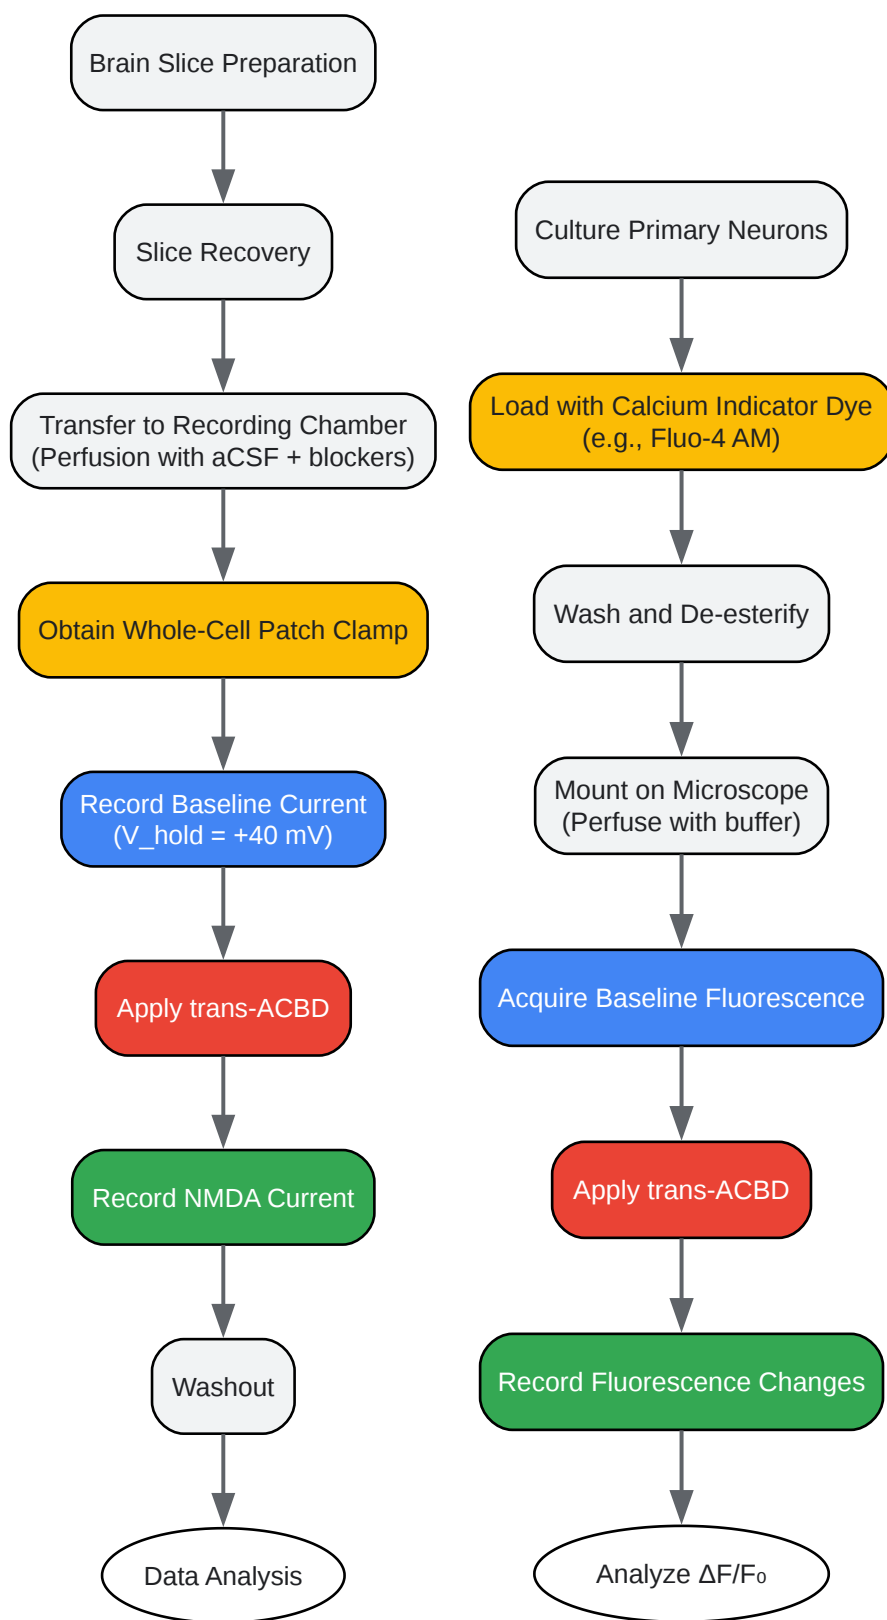 Brain Slice Preparation
Slice Recovery
Transfer to Recording Chamber
(Perfusion with aCSF + blockers)
Obtain Whole-Cell Patch Clamp
Record Baseline Current
(V_hold = +40 mV)
Apply trans-ACBD
Record NMDA Current
Washout
Data Analysis
Culture Primary Neurons
Load with Calcium Indicator Dye
(e.g., Fluo-4 AM)
Wash and De-esterify
Mount on Microscope
(Perfuse with buffer)
Acquire Baseline Fluorescence
Apply trans-ACBD
Record Fluorescence Changes
Analyze ΔF/F₀